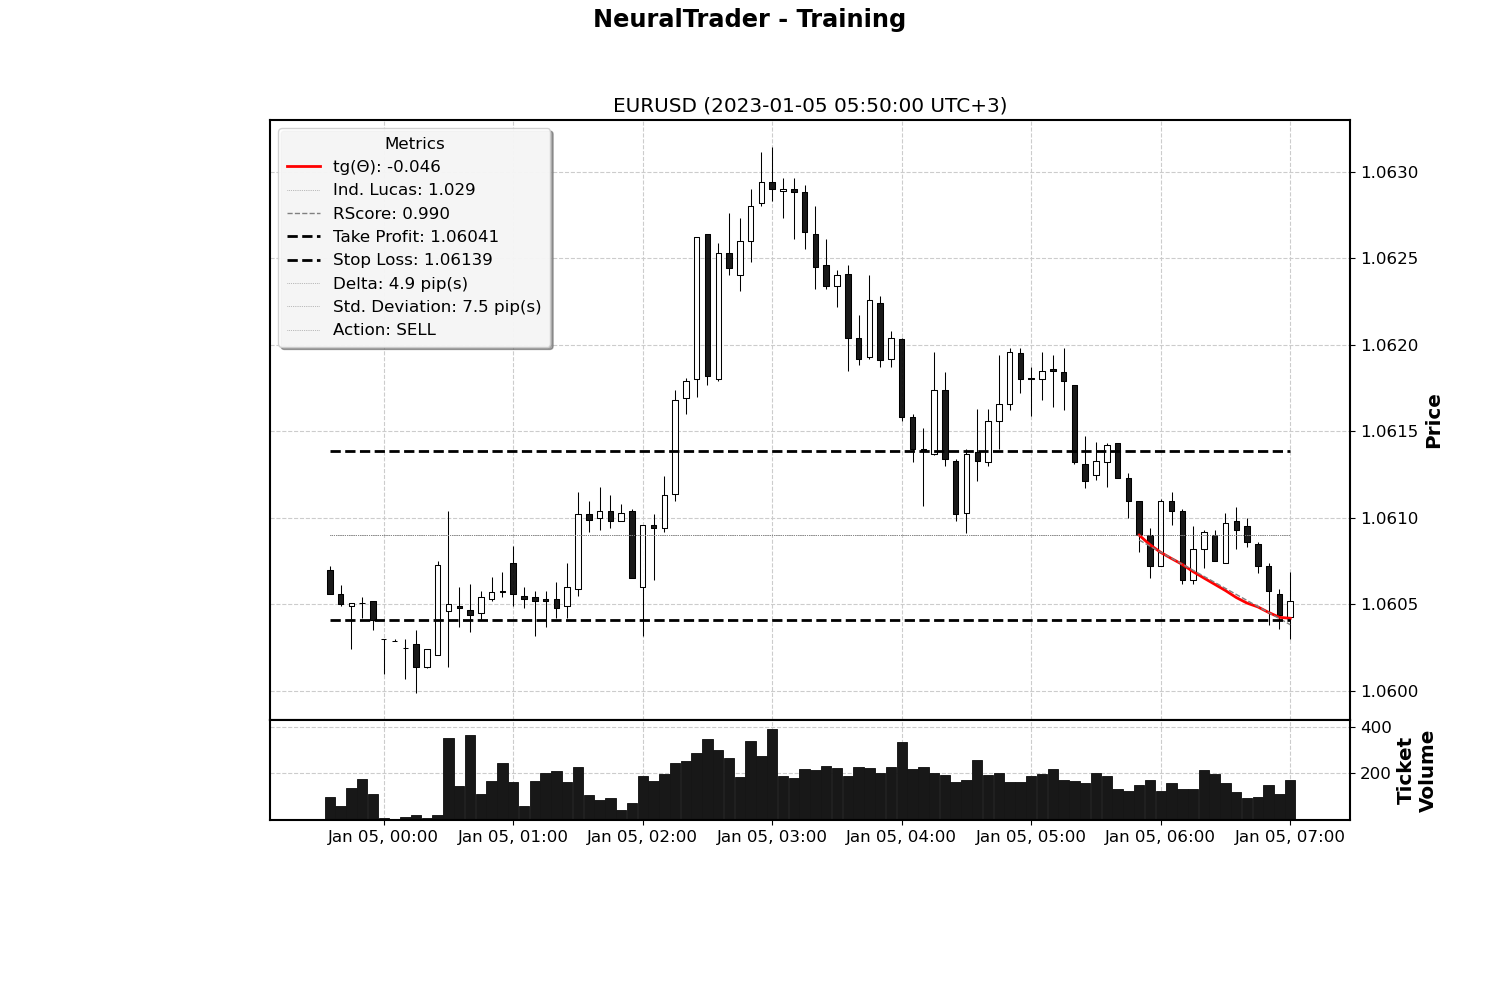 NeuralTrader - Training
EURUSD (2023-01-05 05:50:00 UTC+3)
Metrics
tg(Θ): -0.046
Ind. Lucas: 1.029
RScore: 0.990
Take Profit: 1.06041
Stop Loss: 1.06139
Delta: 4.9 pip(s)
Std. Deviation: 7.5 pip(s)
Action: SELL
1.0630
1.0625
1.0620
1.0615
1.0610
1.0605
1.0600
Price
400
200
Ticket
Volume
Jan 05, 00:00
Jan 05, 01:00
Jan 05, 02:00
Jan 05, 03:00
Jan 05, 04:00
Jan 05, 05:00
Jan 05, 06:00
Jan 05, 07:00